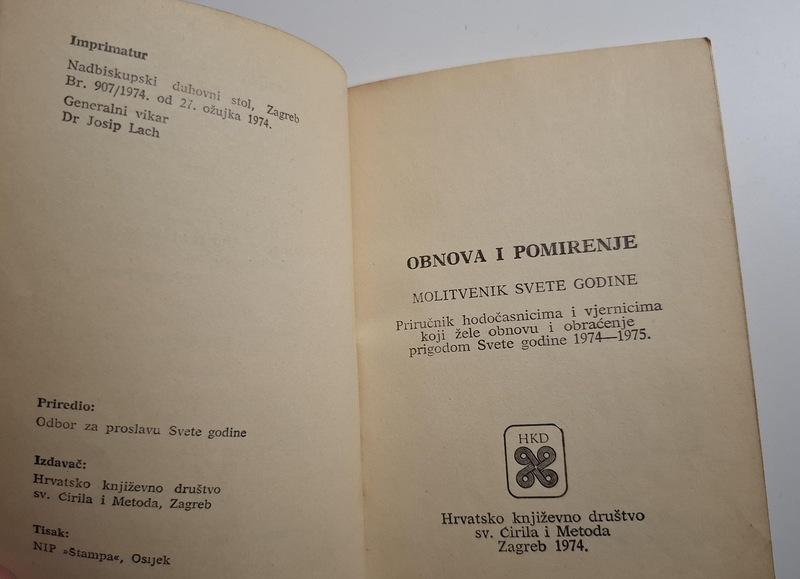 Imprimatur
Nadbiskupski duhovni stol, Zagreb
Br. 907/1974. od 27. ožujka 1974.
Generalni vikar
Dr Josip Lach
Priredio:
Odbor za proslavu Svete godine
Izdavač:
Hrvatsko književno društvo
sv. Ćirila i Metoda, Zagreb
Tisak:
NIP »Štampa«, Osijek
OBNOVA I POMIRENJE
MOLITVENIK SVETE GODINE
Priručnik hodočasnicima i vjernicima
koji žele obnovu i obraćenje
prigodom Svete godine 1974—1975.
HKD
Hrvatsko književno društvo
sv. Ćirila i Metoda
Zagreb 1974.